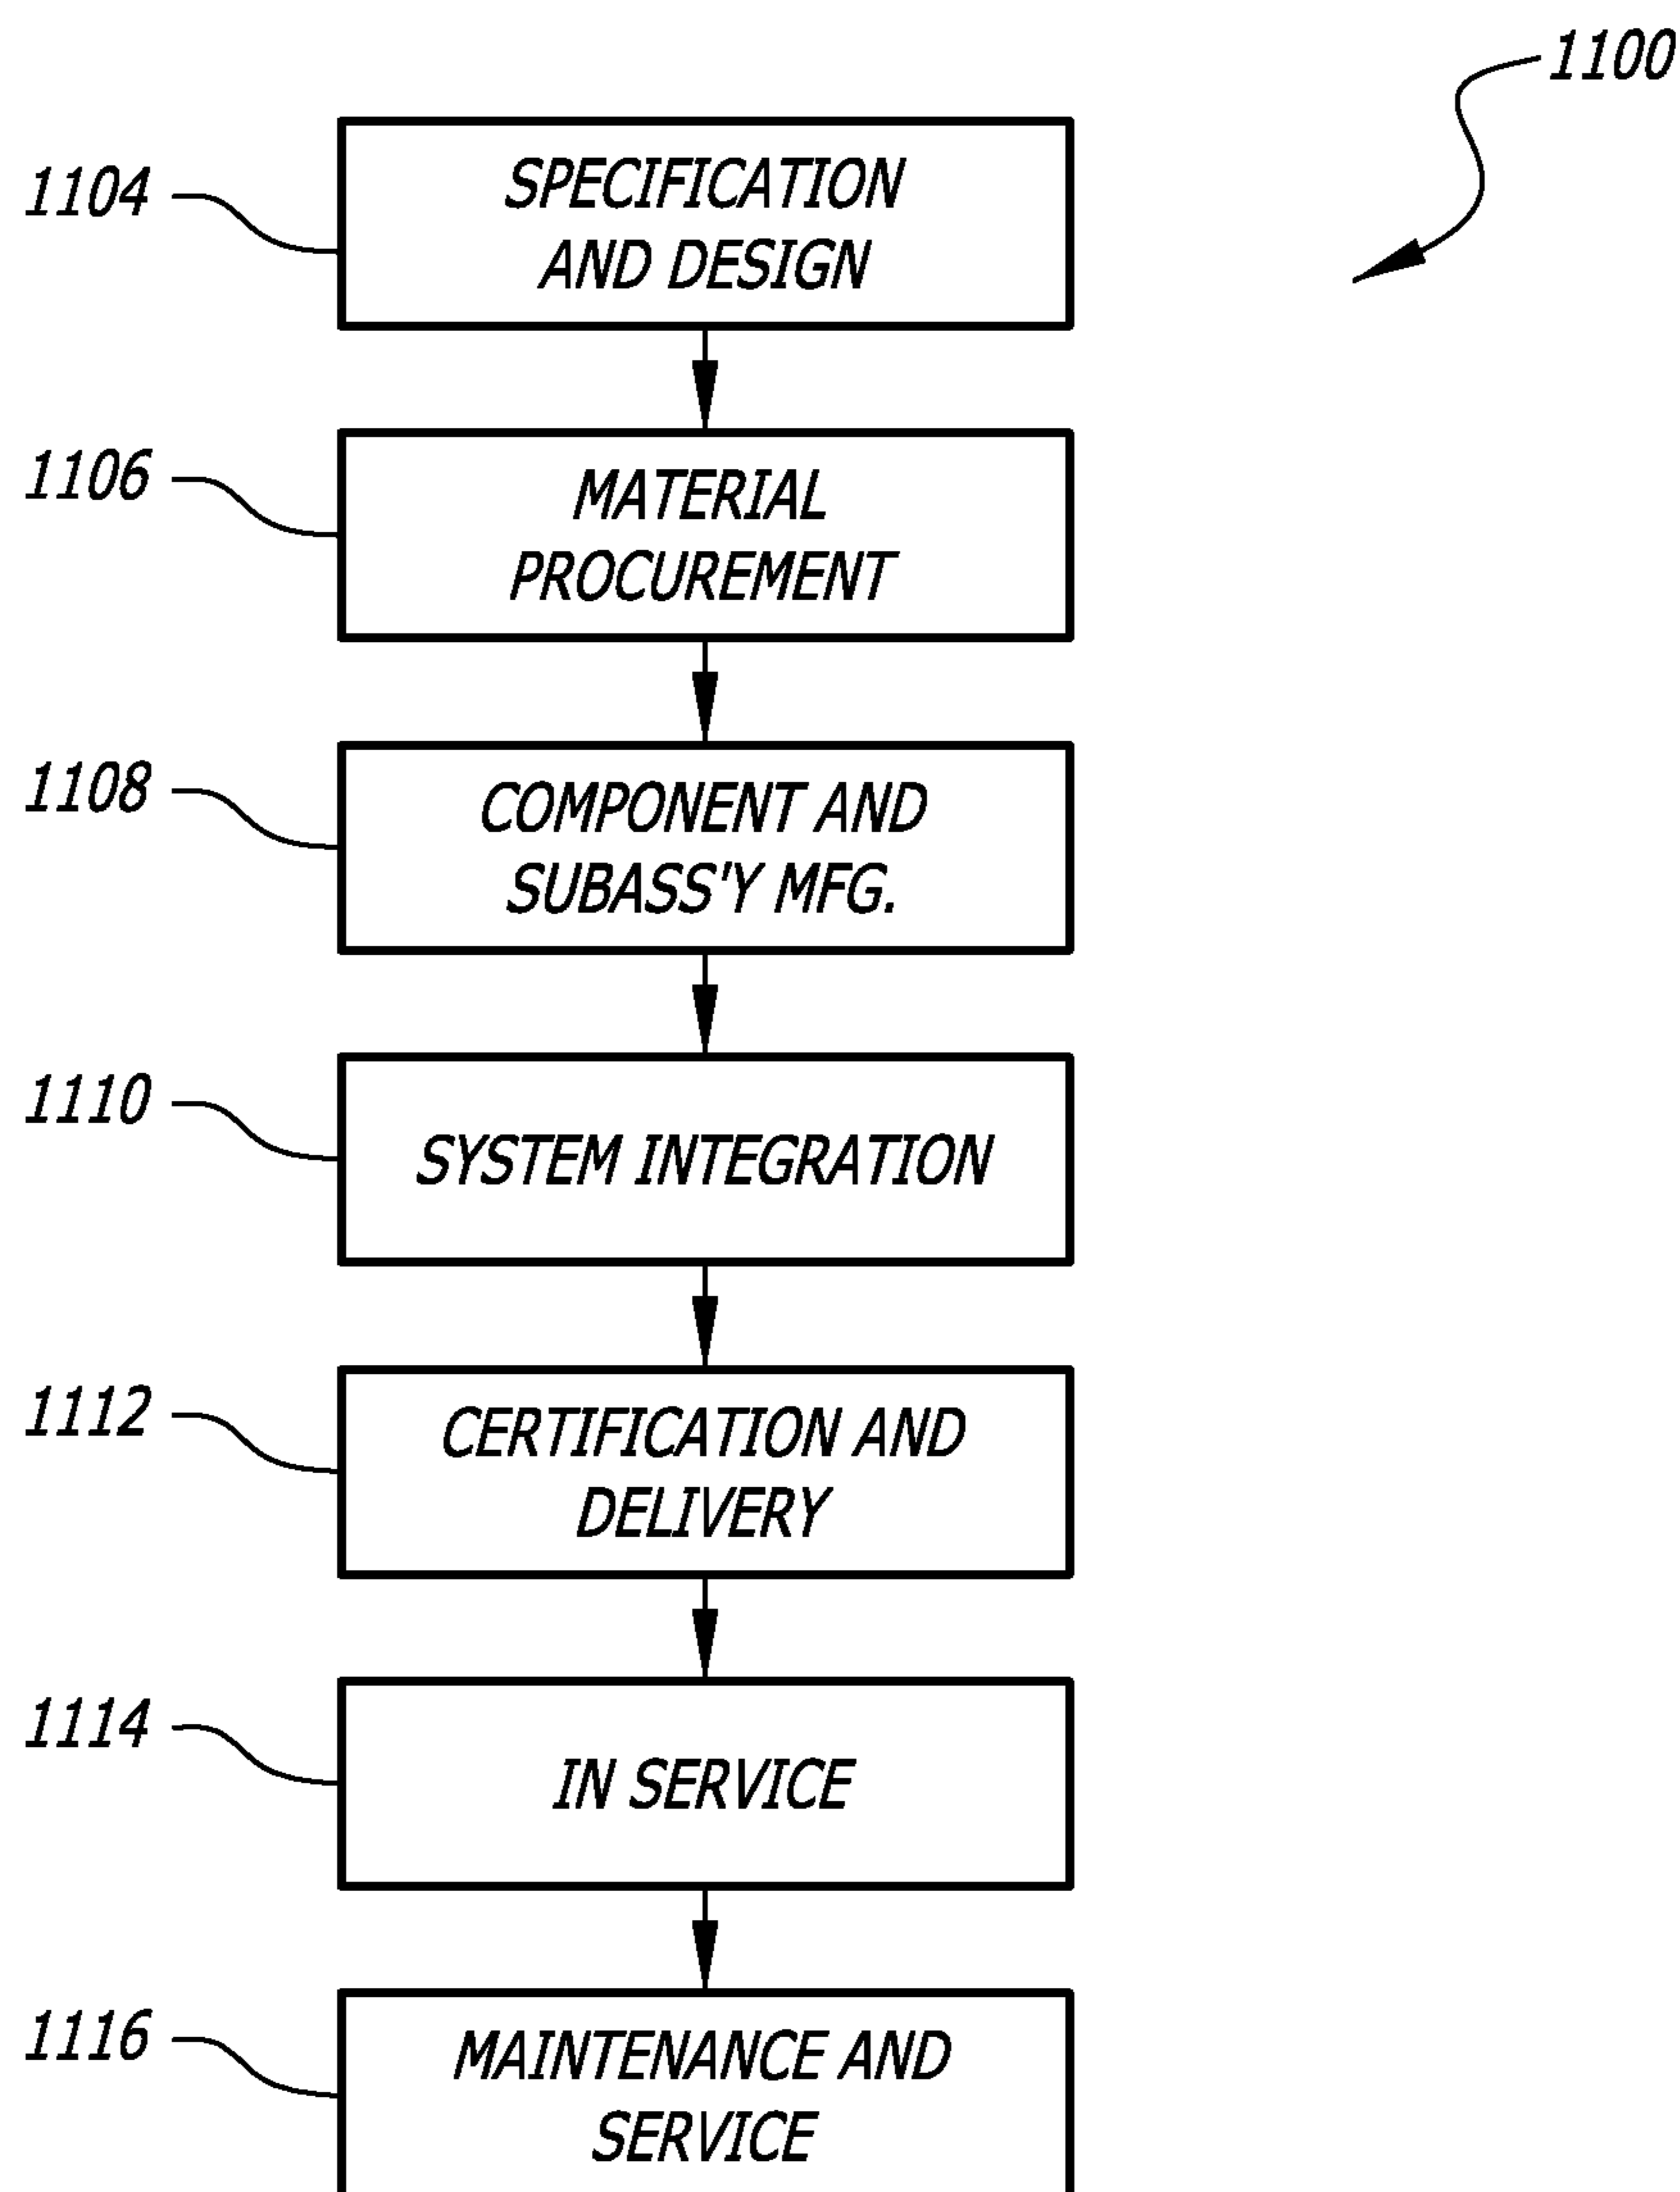 1100
1104
SPECIFICATION
AND DESIGN
1106
MATERIAL
PROCUREMENT
1108
COMPONENT AND
SUBASS'Y MFG.
1110
SYSTEM INTEGRATION
1112
CERTIFICATION AND
DELIVERY
1114
IN SERVICE
1116
MAINTENANCE AND
SERVICE